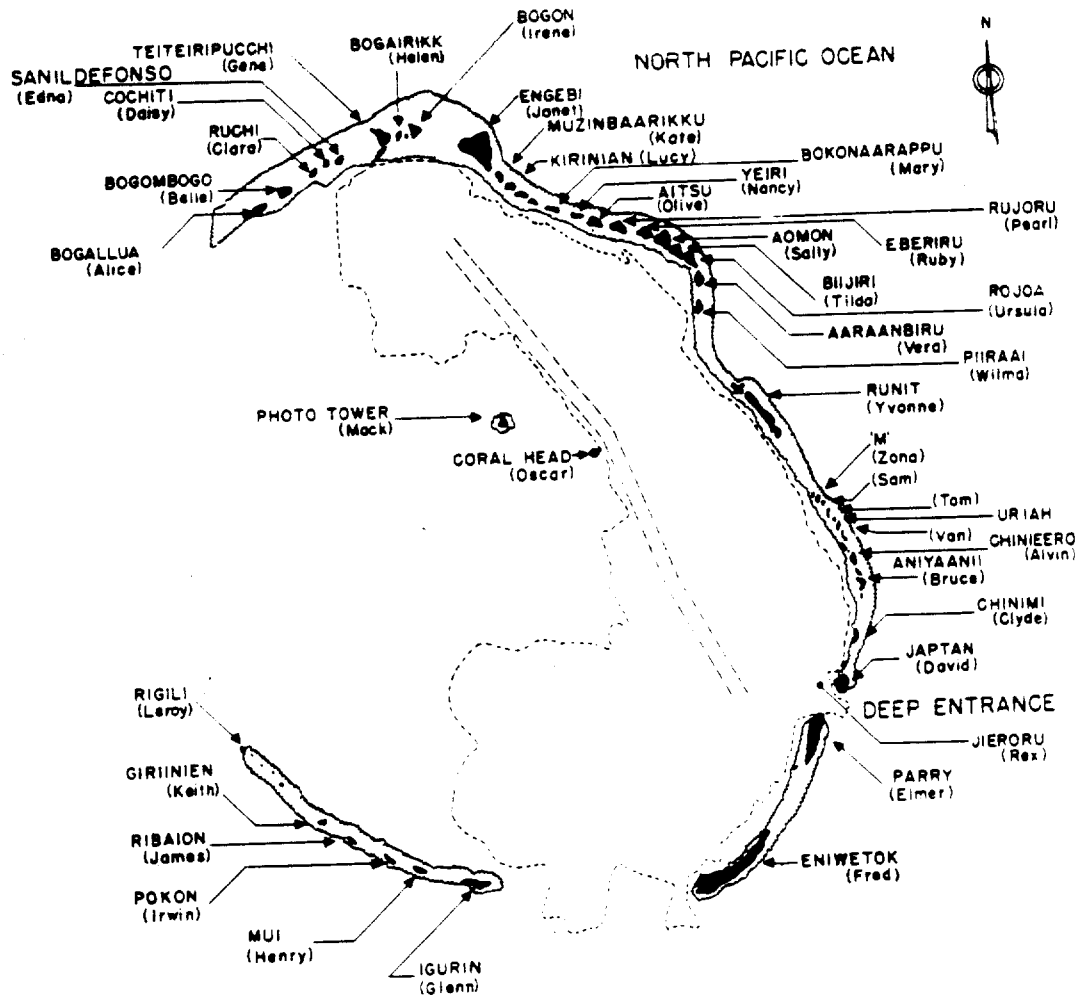 BOGON
(Irene)
BOGAIRIKK
(Helen)
TEITEIRIPUCCHI
(Gene)
SANILDEFONSO
(Edna)
COCHITI
(Daisy)
RUCHI
(Clara)
BOGOMBOGO
(Belle)
BOGALLUA
(Alice)
NORTH PACIFIC OCEAN
N
ENGEBI
(Janet)
MUZINBAARIKKU
(Kate)
KIRINIAN (Lucy)
BOKONAARAPPU
(Mary)
YEIRI
(Nancy)
AITSU
(Olive)
RUJORU
(Pearl)
EBERIRU
(Ruby)
AOMON
(Sally)
BIIJIRI
(Tilda)
ROJOA
(Ursula)
AARAANBIRU
(Vera)
PIIRAAI
(Wilma)
RUNIT
(Yvonne)
PHOTO TOWER
(Mack)
CORAL HEAD
(Oscar)
'M'
(Zona)
(Sam)
(Tom)
URIAH
(Van)
CHINIEERO
(Alvin)
ANIYAANII
(Bruce)
CHINIMI
(Clyde)
JAPTAN
(David)
DEEP ENTRANCE
JIERORU
(Rex)
PARRY
(Elmer)
ENIWETOK
(Fred)
RIGILI
(Leroy)
GIRIINIEN
(Keith)
RIBAION
(James)
POKON
(Irwin)
MUI
(Henry)
IGURIN
(Glenn)